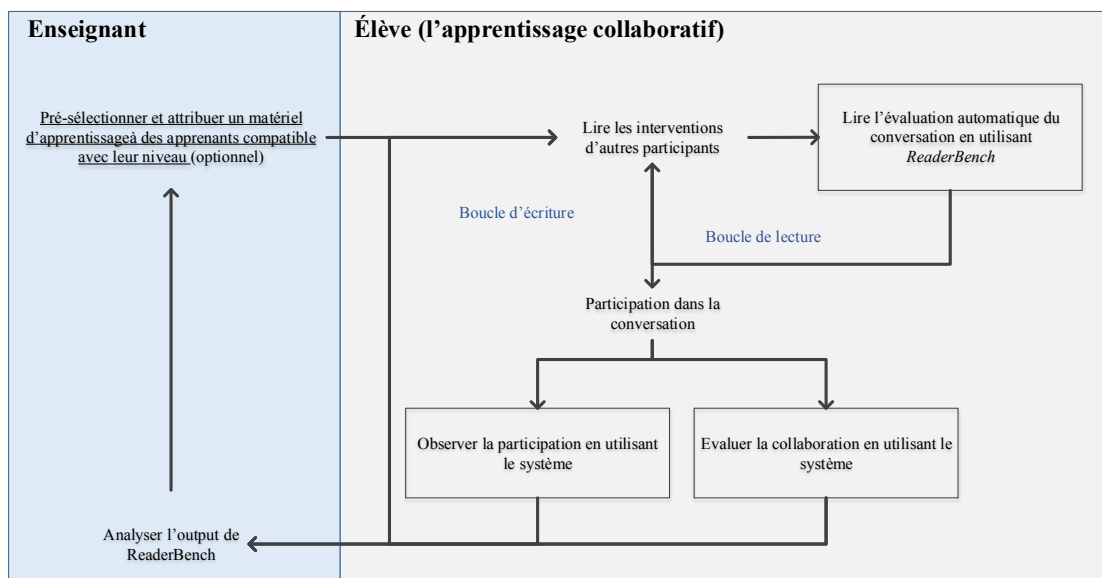 Enseignant
Élève (l’apprentissage collaboratif)
Pré-sélectionner et attribuer un matériel
d’apprentissageà des apprenants compatible
avec leur niveau (optionnel)
Lire les interventions
d’autres participants
Lire l’évaluation automatique du
conversation en utilisant
ReaderBench
Boucle d’écriture
Boucle de lecture
Participation dans la
conversation
Observer la participation en utilisant
le système
Evaluer la collaboration en utilisant le
système
Analyser l’output de
ReaderBench